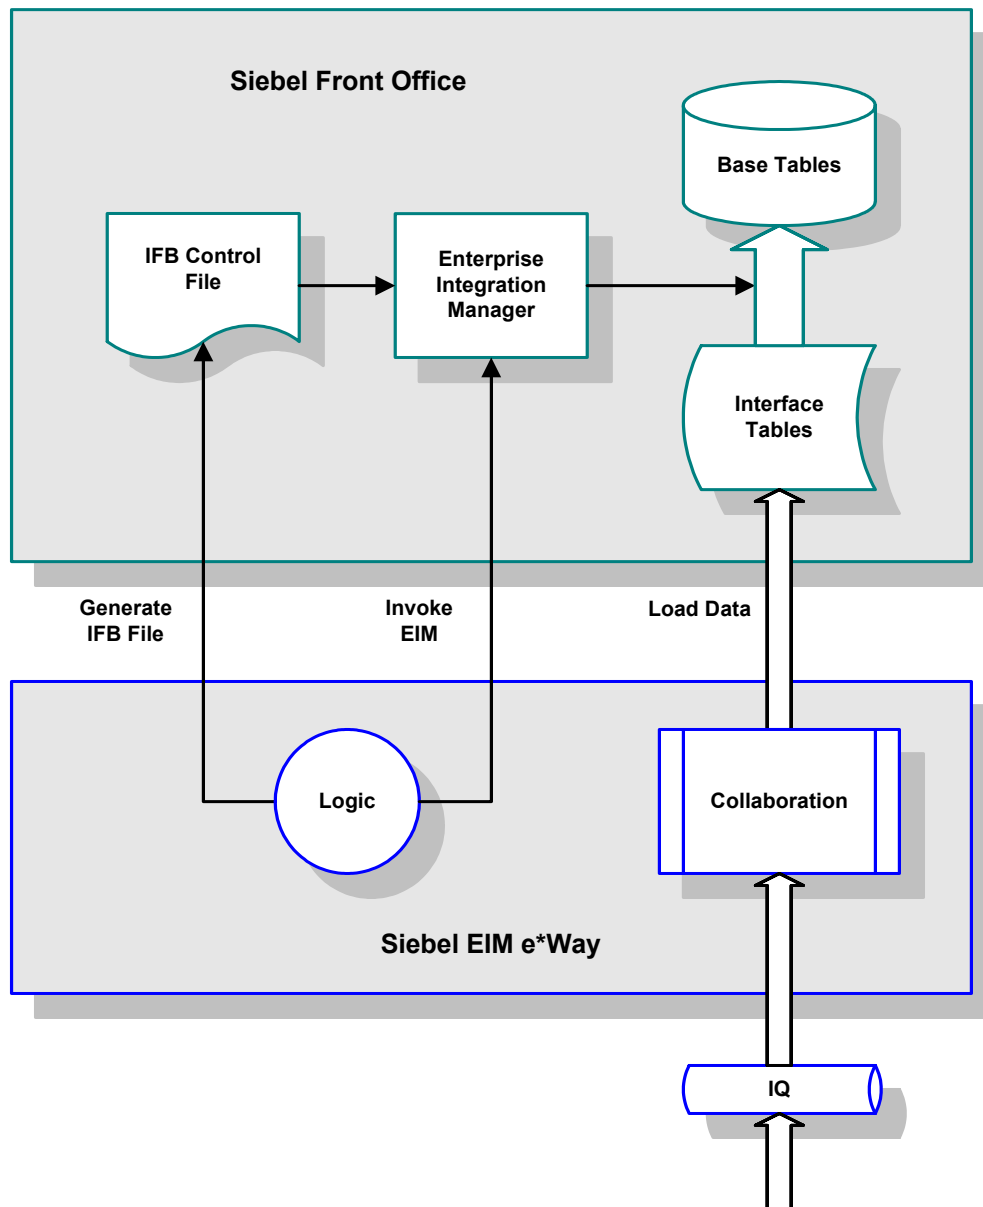 Siebel Front Office
Base Tables
IFB Control
File
Enterprise
Integration
Manager
Interface
Tables
Generate
IFB File
Invoke
EIM
Load Data
Logic
Collaboration
Siebel EIM e*Way
IQ